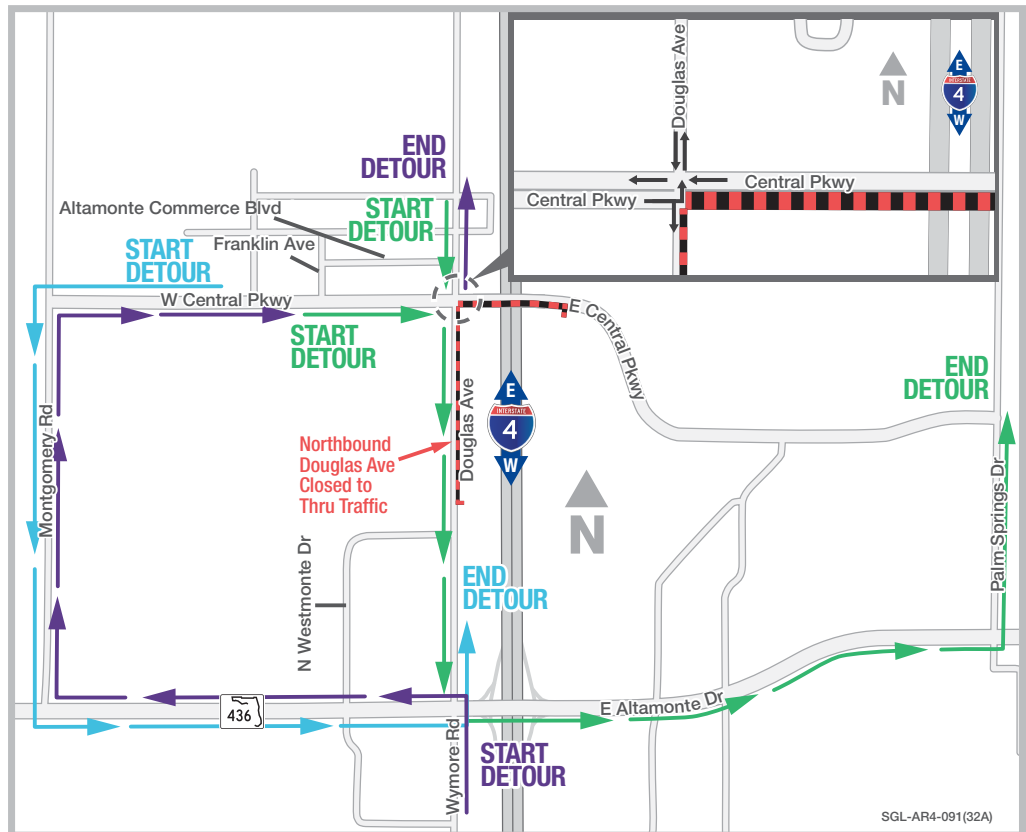 Douglas Ave
N
E
INTERSTATE
4
W
Central Pkwy
Central Pkwy
END
DETOUR
Altamonte Commerce Blvd
START
DETOUR
Franklin Ave
START
DETOUR
W Central Pkwy
START
DETOUR
E Central Pkwy
END
DETOUR
E
INTERSTATE
4
W
Douglas Ave
Northbound
Douglas Ave
Closed to
Thru Traffic
Montgomery Rd
N
Palm Springs Dr
N Westmonte Dr
END
DETOUR
436
E Altamonte Dr
Wymore Rd
START
DETOUR
SGL-AR4-091(32A)